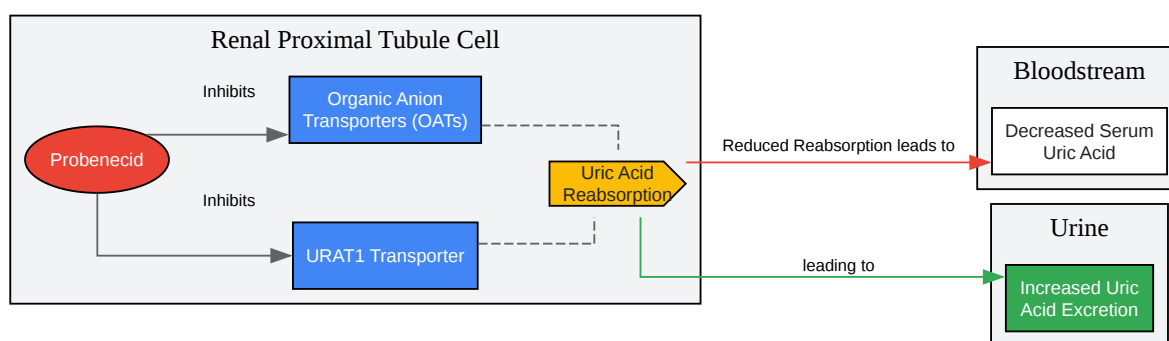 Renal Proximal Tubule Cell
Inhibits
Organic Anion
Transporters (OATs)
Probenecid
Inhibits
URAT1 Transporter
Uric Acid
Reabsorption
Reduced Reabsorption leads to
leading to
Bloodstream
Decreased Serum
Uric Acid
Urine
Increased Uric
Acid Excretion